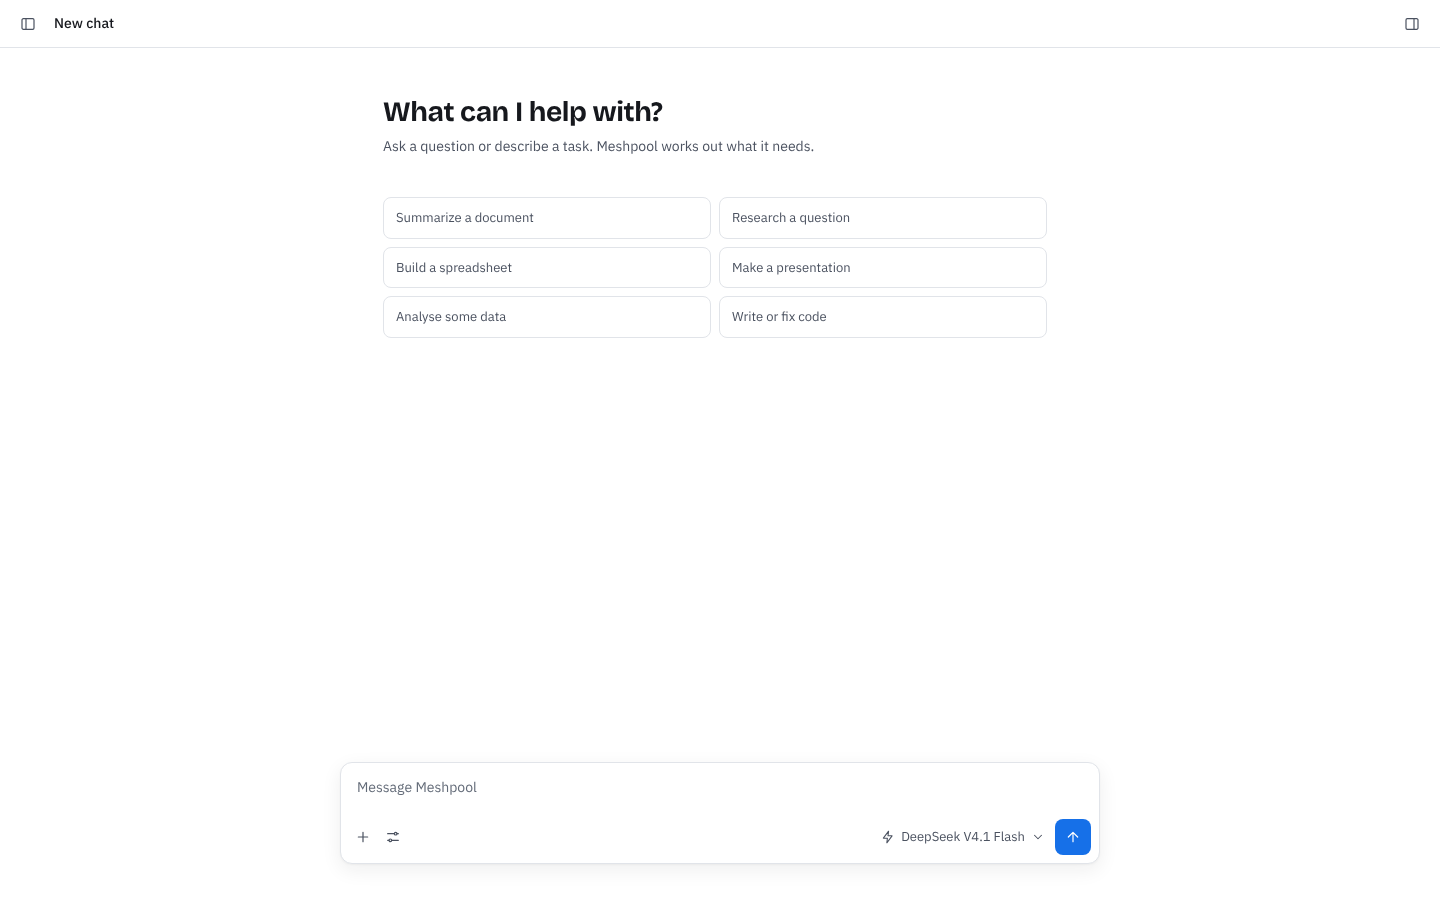 New chat
What can I help with?
Ask a question or describe a task. Meshpool works out what it needs.
Summarize a document
Research a question
Build a spreadsheet
Make a presentation
Analyse some data
Write or fix code
Message Meshpool
DeepSeek V4.1 Flash